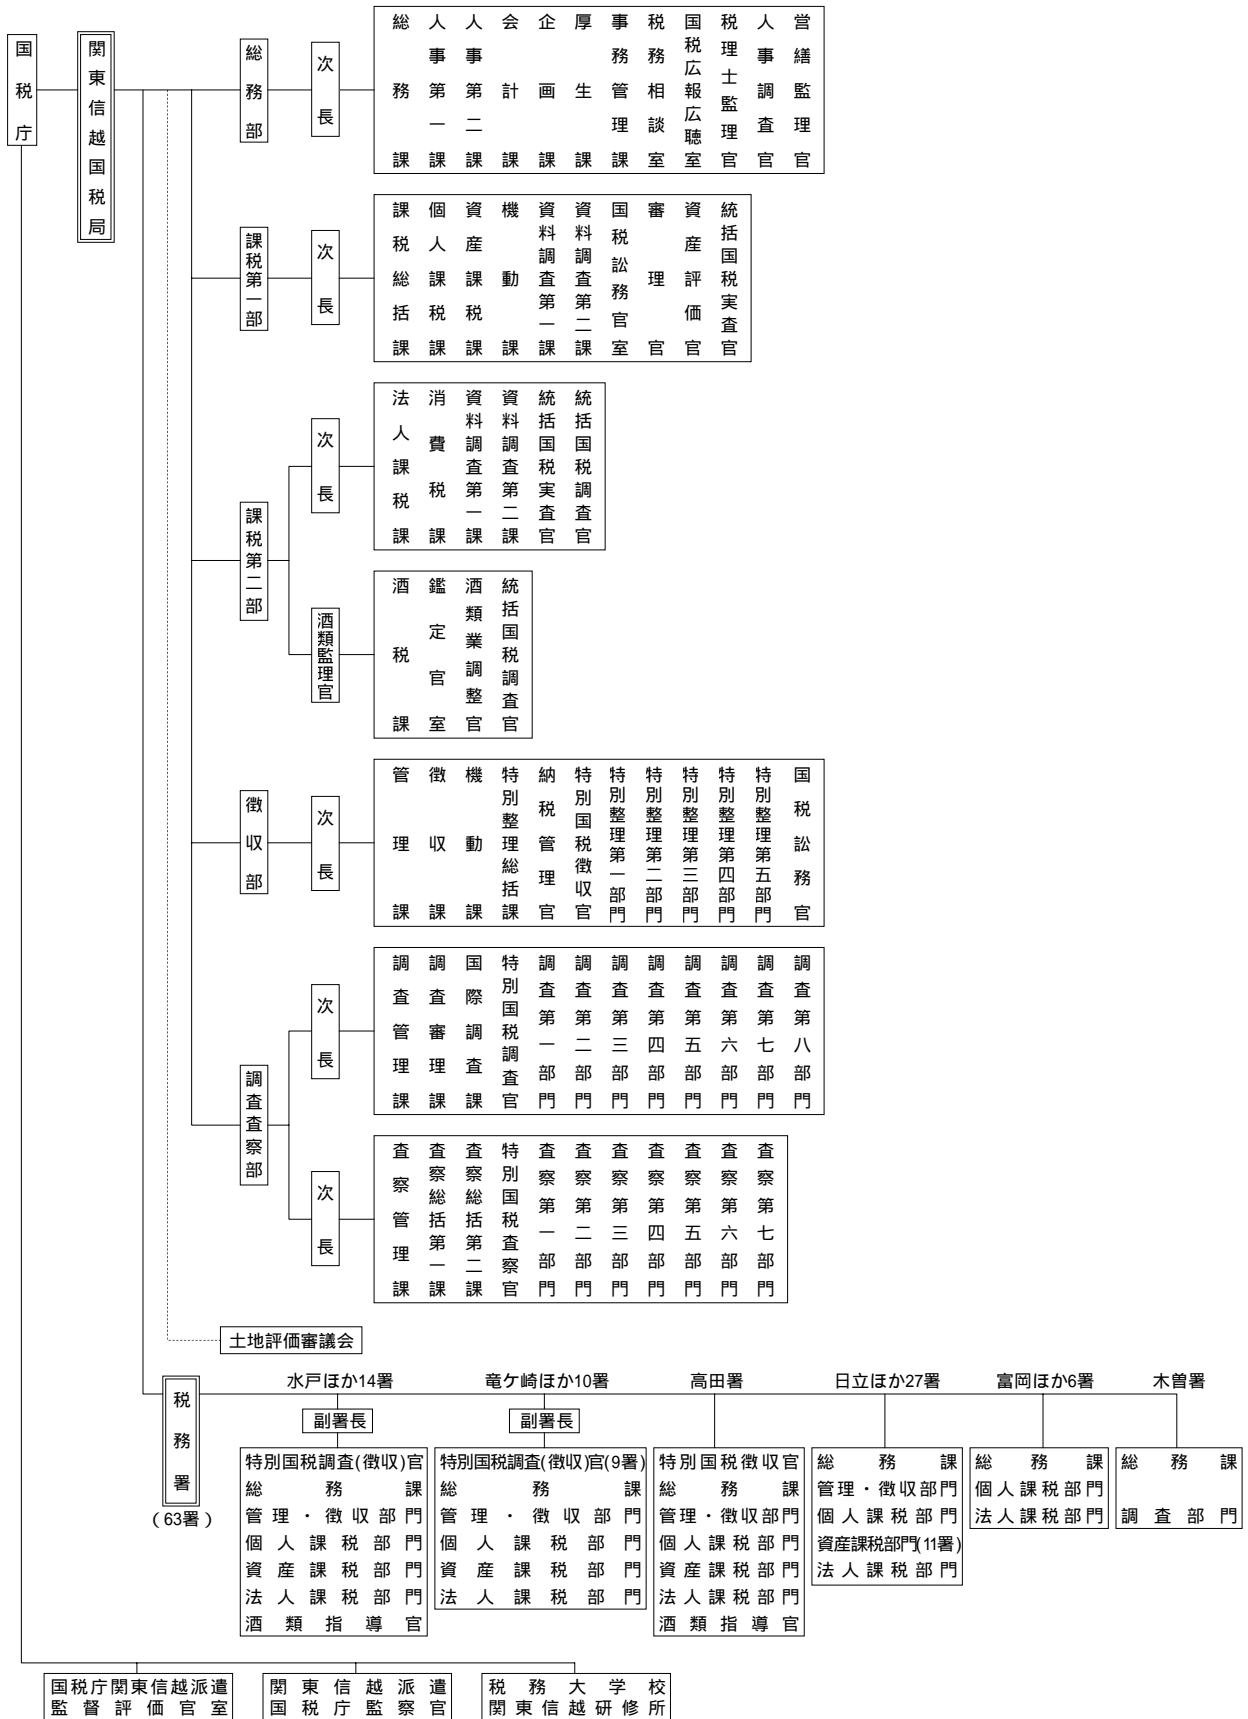 国税庁
関東信越国税局
総務部
次長
総務課
人事第一課
人事第二課
会計課
企画課
厚生課
事務管理課
税務相談室
国税広報広聴室
税理士監理官
人事調査官
営繕監理官
課税第一部
次長
課税総括課
個人課税課
資産課税課
機動課
資料調査第一課
資料調査第二課
国税訟務官室
審理官
資産評価官
統括国税実査官
課税第二部
次長
法人課税課
消費税課
資料調査第一課
資料調査第二課
統括国税実査官
統括国税調査官
酒類監理官
酒税課
鑑定官室
酒類業調整官
統括国税調査官
徴収部
次長
管理課
徴収課
機動課
特別整理総括課
納税管理官
特別国税徴収官
特別整理第一部門
特別整理第二部門
特別整理第三部門
特別整理第四部門
特別整理第五部門
国税訟務官
調査査察部
次長
調査管理課
調査審理課
国際調査課
特別国税調査官
調査第一部門
調査第二部門
調査第三部門
調査第四部門
調査第五部門
調査第六部門
調査第七部門
調査第八部門
次長
査察管理課
査察総括第一課
査察総括第二課
特別国税査察官
査察第一部門
査察第二部門
査察第三部門
査察第四部門
査察第五部門
査察第六部門
査察第七部門
土地評価審議会
税務署
(63署)
水戸ほか14署
副署長
特別国税調査(徴収)官
総務課
管理・徴収部門
個人課税部門
資産課税部門
法人課税部門
酒類指導官
竜ケ崎ほか10署
副署長
特別国税調査(徴収)官(9署)
総務課
管理・徴収部門
個人課税部門
資産課税部門
法人課税部門
高田署
特別国税徴収官
総務課
管理・徴収部門
個人課税部門
資産課税部門
法人課税部門
酒類指導官
日立ほか27署
総務課
管理・徴収部門
個人課税部門
資産課税部門(11署)
法人課税部門
富岡ほか6署
総務課
個人課税部門
法人課税部門
木曽署
総務課
調査部門
国税庁関東信越派遣
監督評価官室
関東信越派遣
国税庁監察官
税務大学校
関東信越研修所